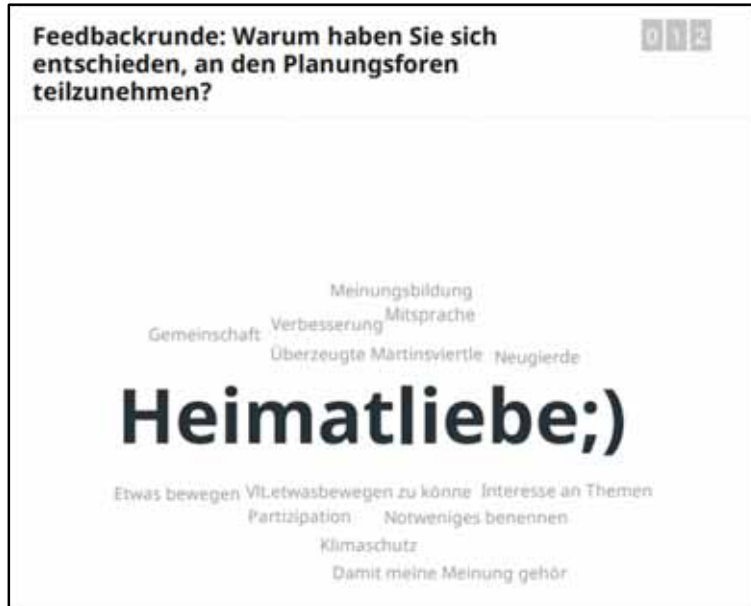 Feedbackrunde: Warum haben Sie sich
entschieden, an den Planungsforen
teilzunehmen?
012
Meinungsbildung
Mitsprache
Verbesserung
Gemeinschaft
Überzeugte Martinsviertle
Neugierde
Heimatliebe;)
Etwas bewegen
Vlt.etwasbewegen zu könne
Interesse an Themen
Partizipation
Notweniges benennen
Klimaschutz
Damit meine Meinung gehör